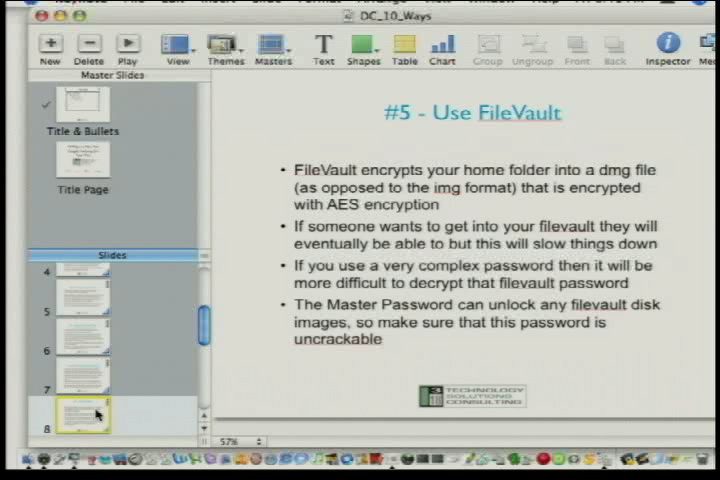 DC_10_Ways
New Delete Play View Themes Masters Text Shapes Table Chart Group Ungroup Front Back Inspector Me
Master Slides
Title & Bullets
Title Page
Slides
4
5
6
7
8
#5 - Use FileVault
• FileVault encrypts your home folder into a dmg file
(as opposed to the img format) that is encrypted
with AES encryption
• If someone wants to get into your filevault they will
eventually be able to but this will slow things down
• If you use a very complex password then it will be
more difficult to decrypt that filevault password
• The Master Password can unlock any filevault disk
images, so make sure that this password is
uncrackable
TECHNOLOGY
SOLUTIONS
CONSULTING
57%